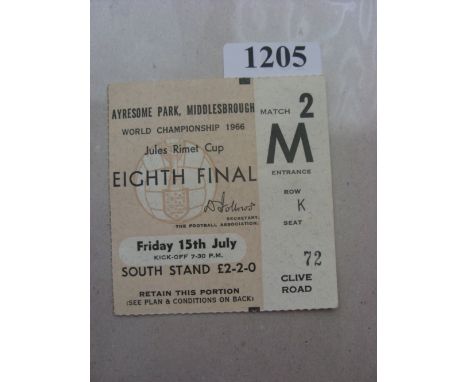 1205
AYRESOME PARK, MIDDLESBROUGH
WORLD CHAMPIONSHIP 1966
Jules Rimet Cup
EIGHTH FINAL
D Follows
SECRETARY,
THE FOOTBALL ASSOCIATION.
Friday 15th July
KICK-OFF 7-30 P.M.
SOUTH STAND £2-2-0
RETAIN THIS PORTION
(SEE PLAN & CONDITIONS ON BACK)
MATCH 2
M
ENTRANCE
ROW
K
SEAT
72
CLIVE
ROAD